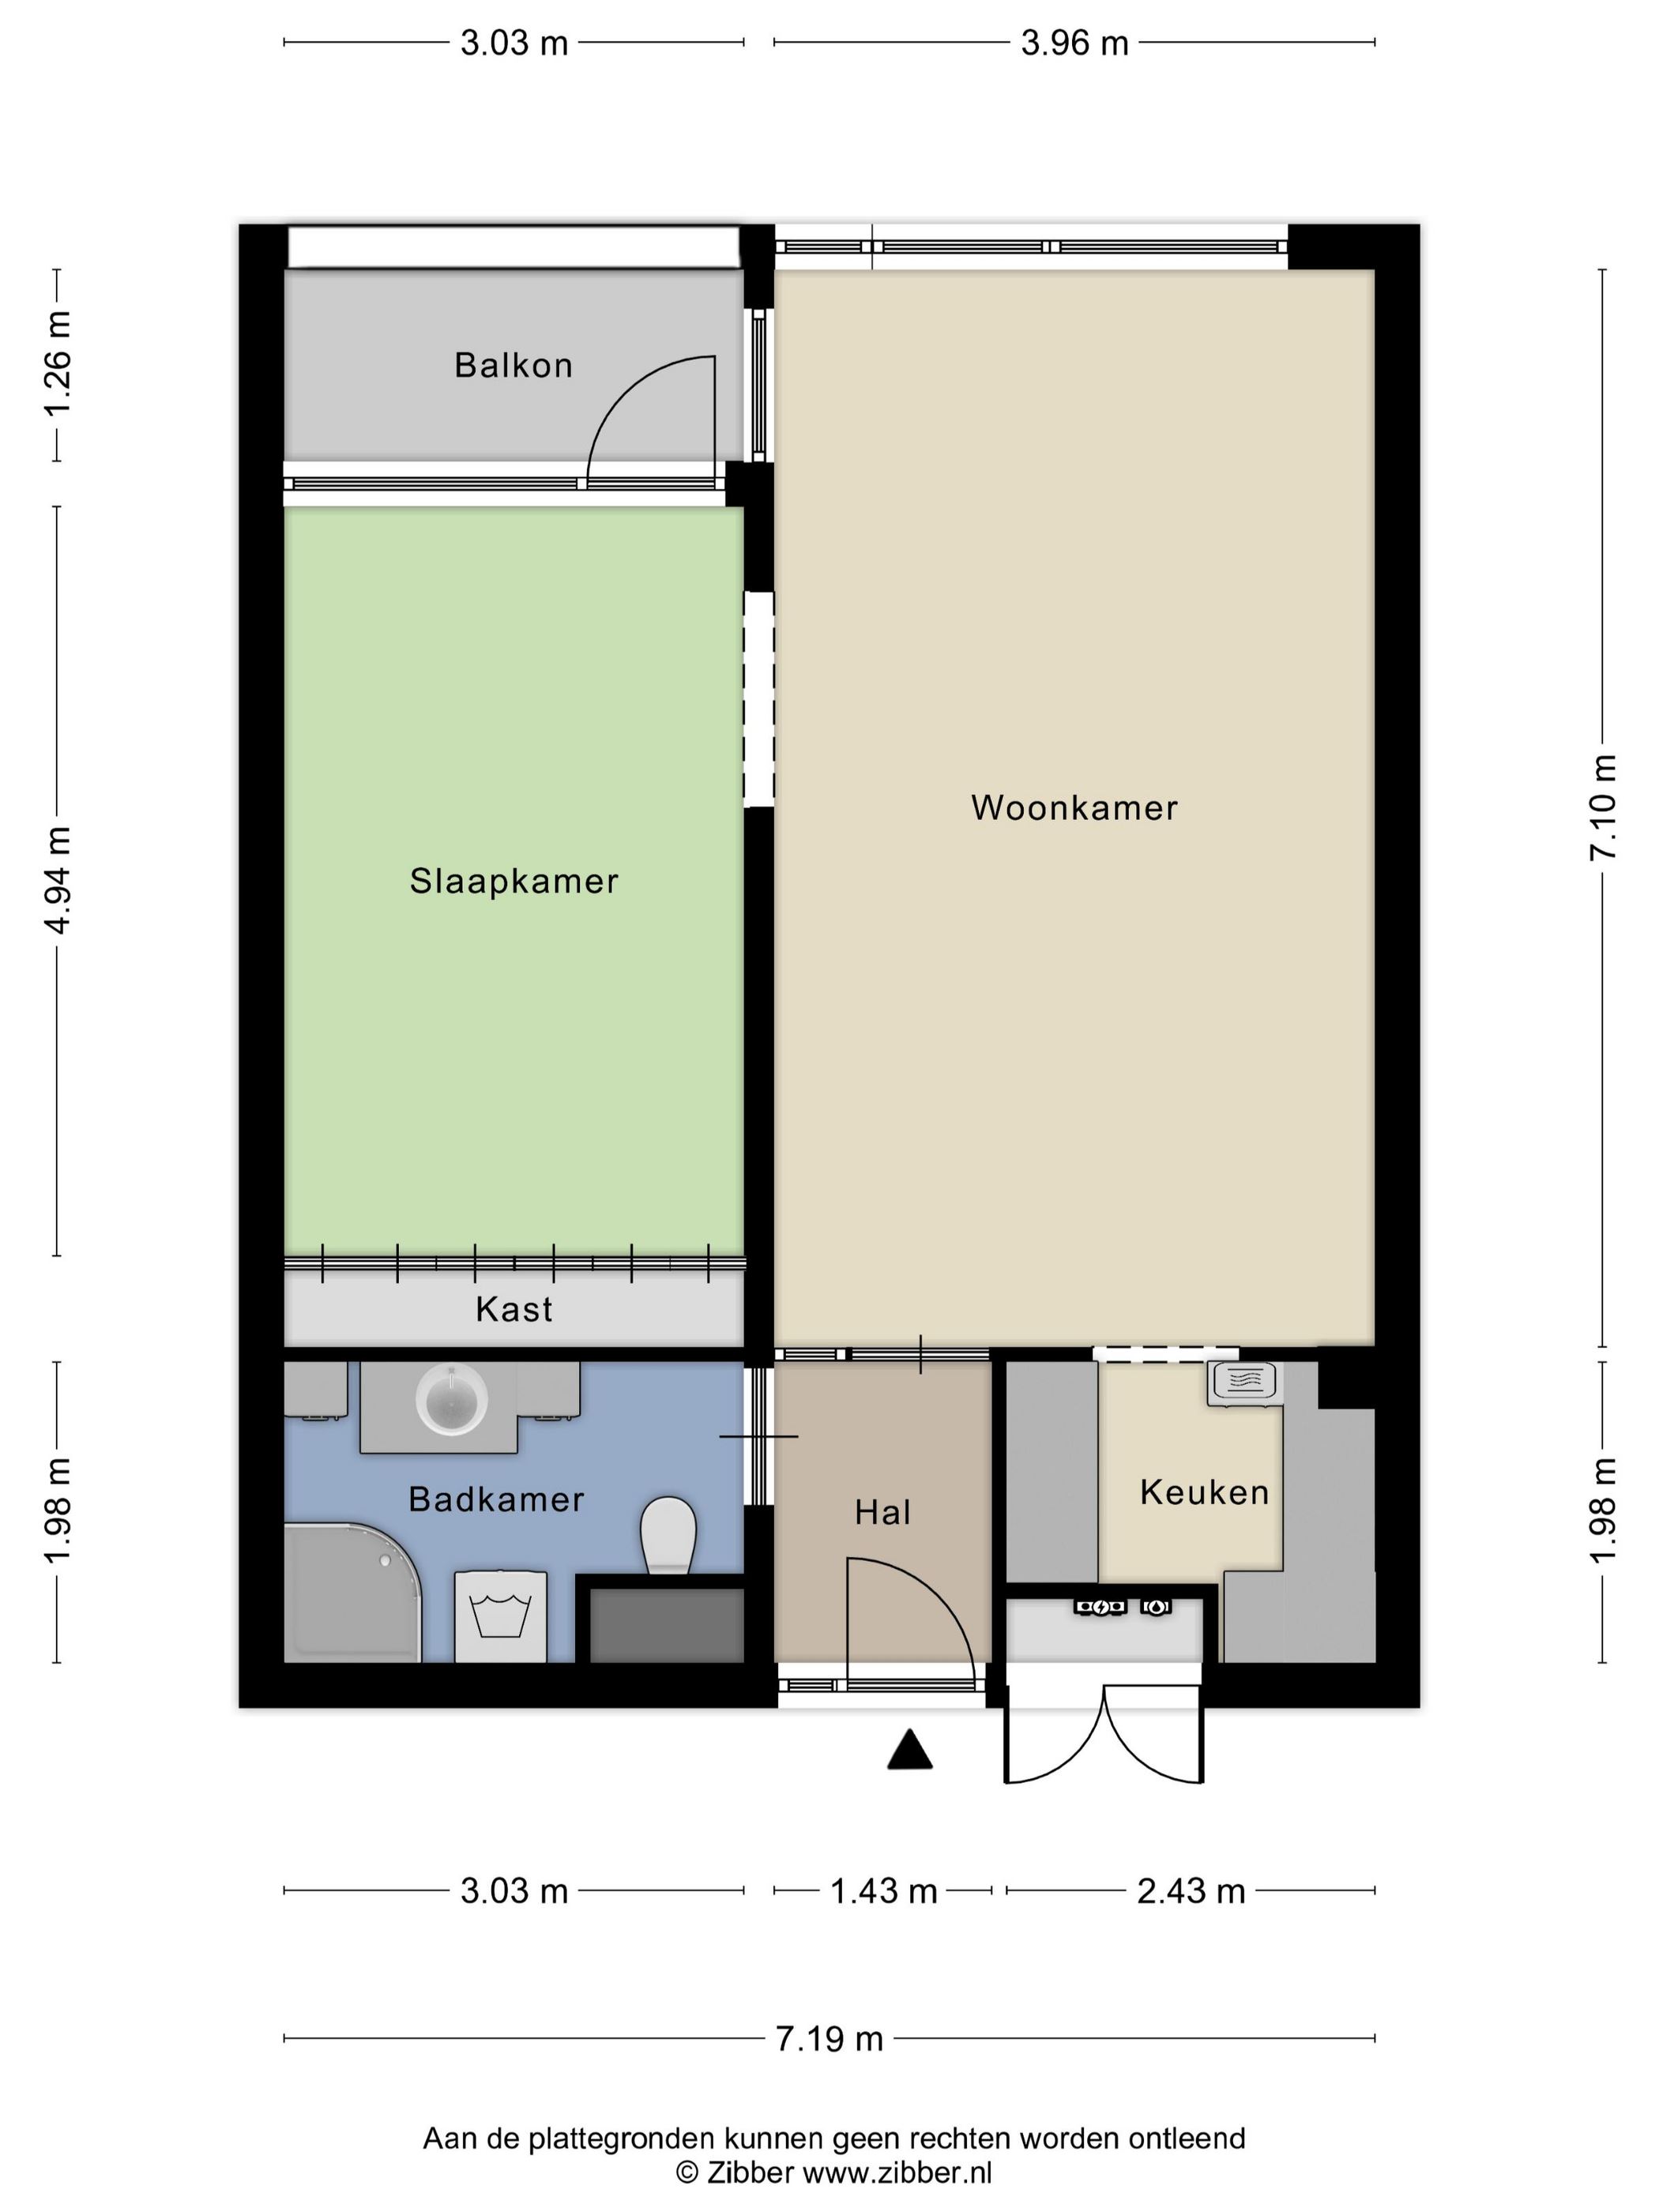 3.03 m
3.96 m
1.26 m
Balkon
4.94 m
7.10 m
Woonkamer
Slaapkamer
Kast
1.98 m
Badkamer
Hal
Keuken
1.98 m
3.03 m
1.43 m
2.43 m
7.19 m
Aan de plattegronden kunnen geen rechten worden ontleend
© Zibber www.zibber.nl